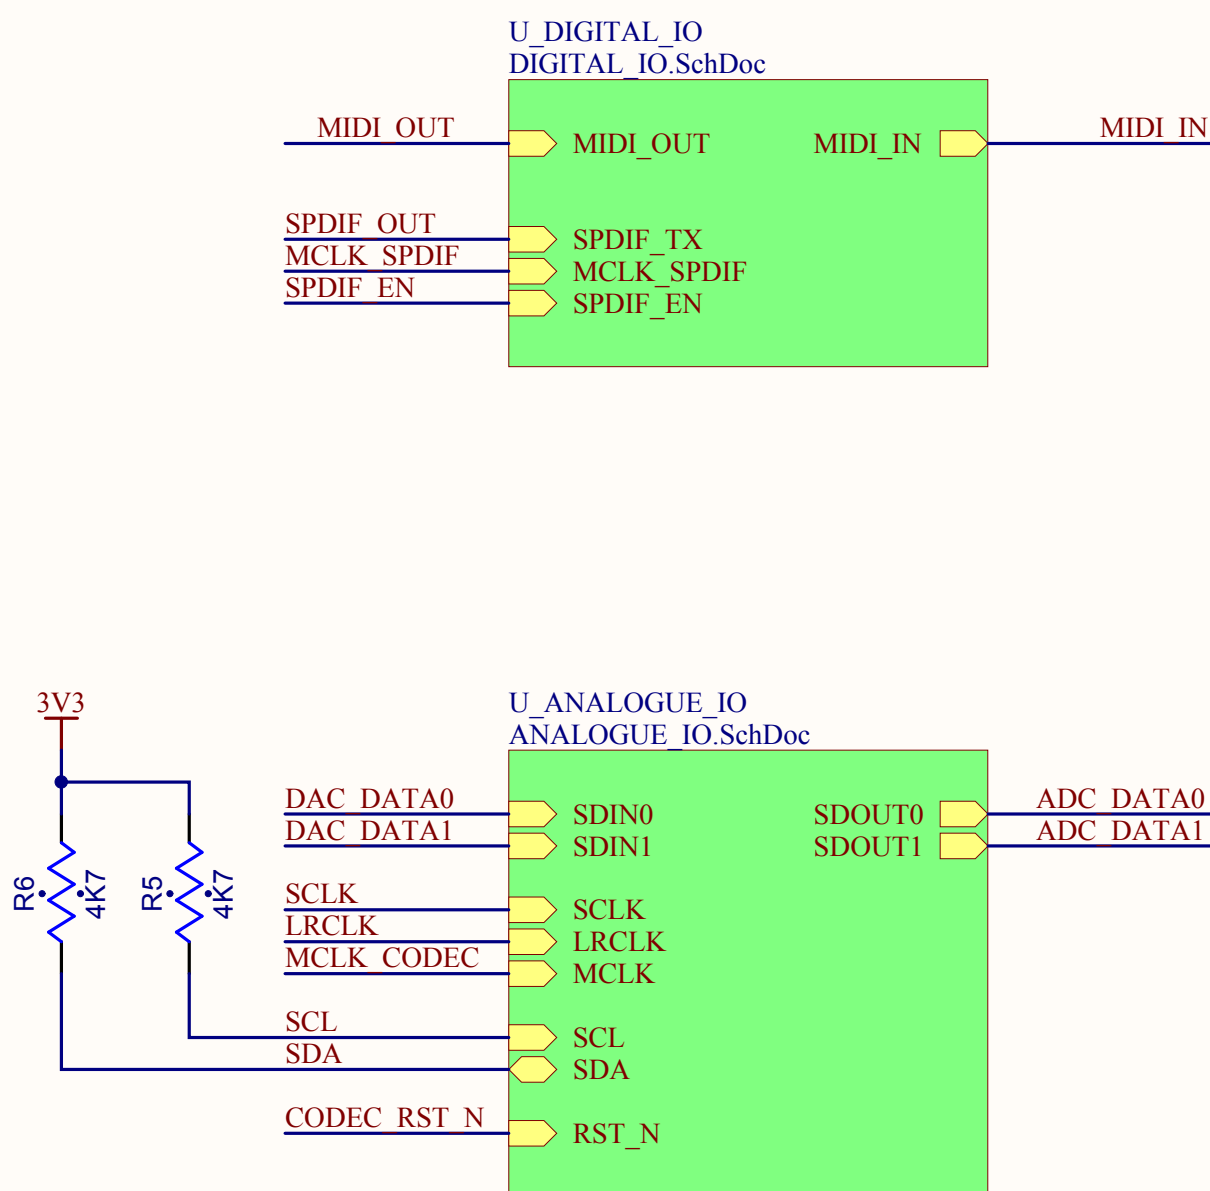 U_DIGITAL_IO
DIGITAL_IO.SchDoc
MIDI_OUT
MIDI_OUT
MIDI_IN
MIDI_IN
SPDIF_OUT
SPDIF_TX
MCLK_SPDIF
MCLK_SPDIF
SPDIF_EN
SPDIF_EN
3V3
R6
4K7
R5
4K7
U_ANALOGUE_IO
ANALOGUE_IO.SchDoc
DAC_DATA0
SDIN0
SDOUT0
ADC_DATA0
DAC_DATA1
SDIN1
SDOUT1
ADC_DATA1
SCLK
SCLK
LRCLK
LRCLK
MCLK_CODEC
MCLK
SCL
SCL
SDA
SDA
CODEC_RST_N
RST_N